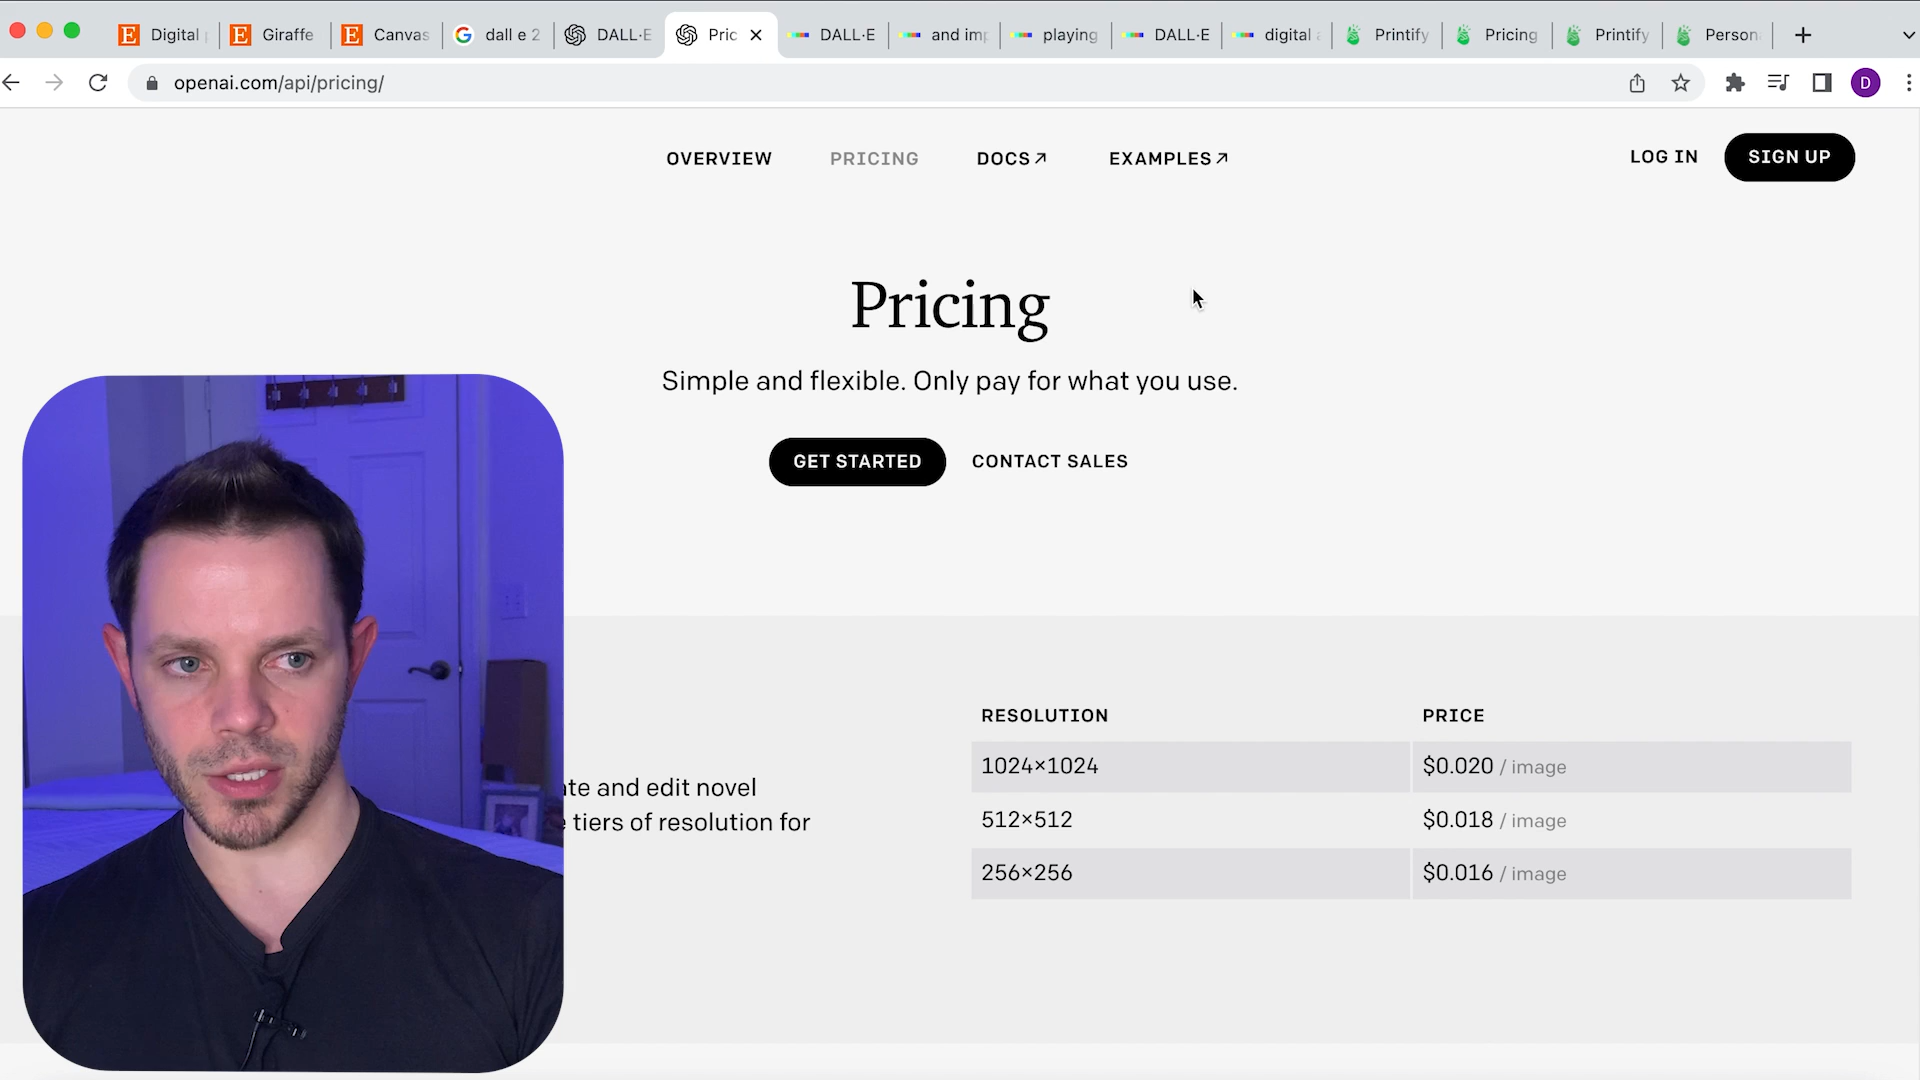 Digital
Giraffe
Canvas
dall e 2
DALL·E
Pric
DALL·E
and imp
playing
DALL·E
digital a
Printify
Pricing
Printify
Person
openai.com/api/pricing/
D
OVERVIEW
PRICING
DOCS↗
EXAMPLES↗
LOG IN
SIGN UP
Pricing
Simple and flexible. Only pay for what you use.
GET STARTED
CONTACT SALES
RESOLUTION PRICE
1024×1024 $0.020 / image
te and edit novel
512×512 $0.018 / image
tiers of resolution for
256×256 $0.016 / image